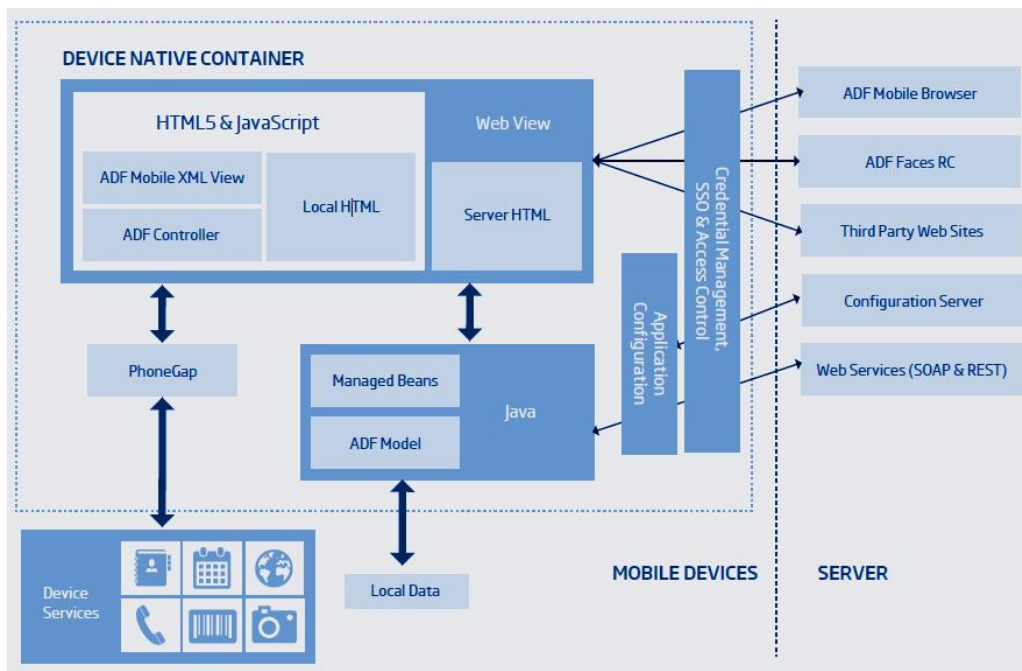 DEVICE NATIVE CONTAINER
HTML5 & JavaScript
ADF Mobile XML View
ADF Controller
Local HTML
Web View
Server HTML
PhoneGap
Managed Beans
ADF Model
Java
Application
Configuration
Credential Management,
SSO & Access Control
ADF Mobile Browser
ADF Faces RC
Third Party Web Sites
Configuration Server
Web Services (SOAP & REST)
Device
Services
Local Data
MOBILE DEVICES
SERVER